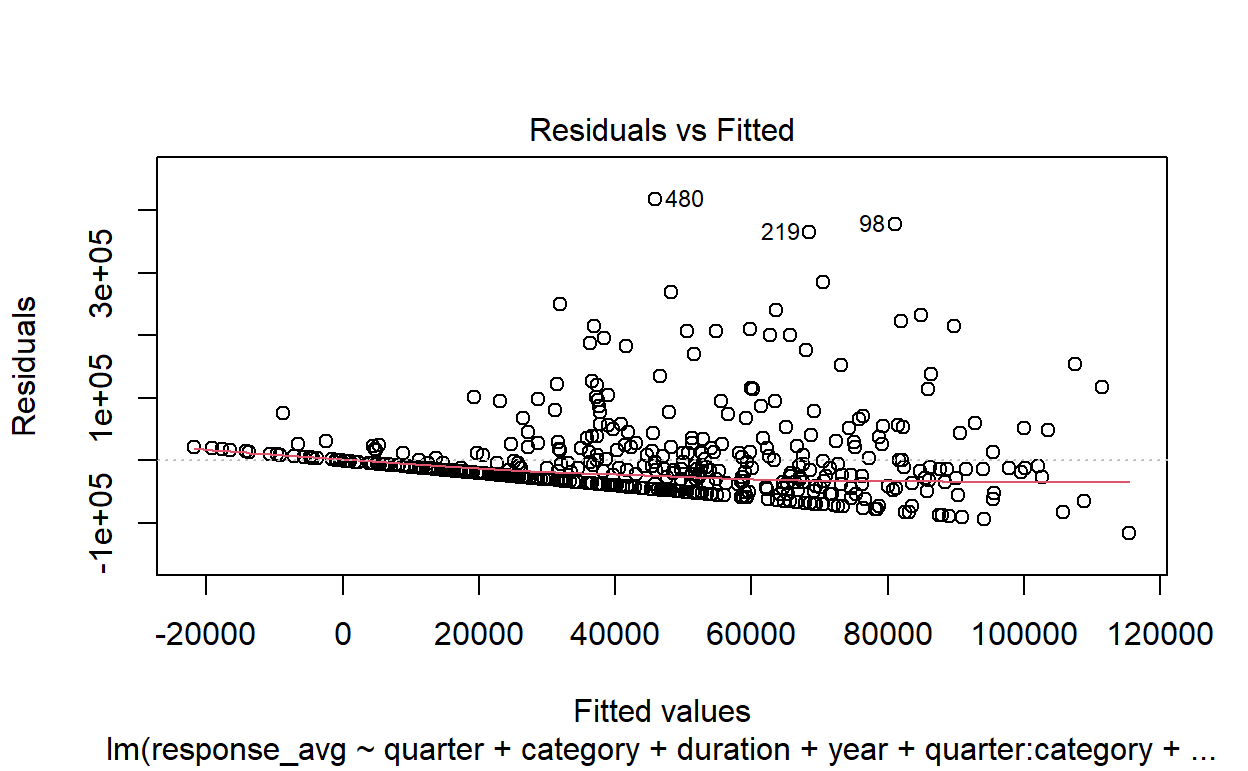 Residuals vs Fitted
480
98
219
3e+05
1e+05
-1e+05
Residuals
-20000 0 20000 40000 60000 80000 100000 120000
Fitted values
lm(response_avg ~ quarter + category + duration + year + quarter:category + ...